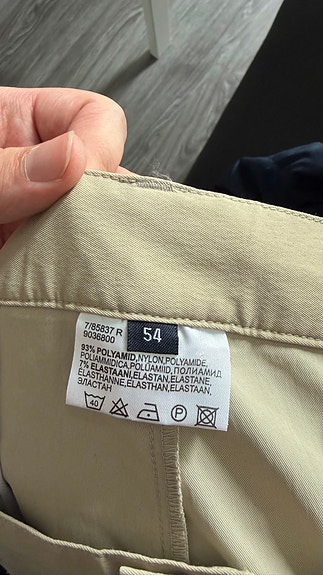 7/85837 R
9036800
54
93% POLYAMID,NYLON,POLYAMIDE,
POLIAMMIDICA,POLÜAMIID,ПОЛИАМИД
7% ELASTAANI,ELASTAN,ELASTANE,
ELASTHANNE,ELASTHAN,ELASTAAN,
ЭЛАСТАН
40
P